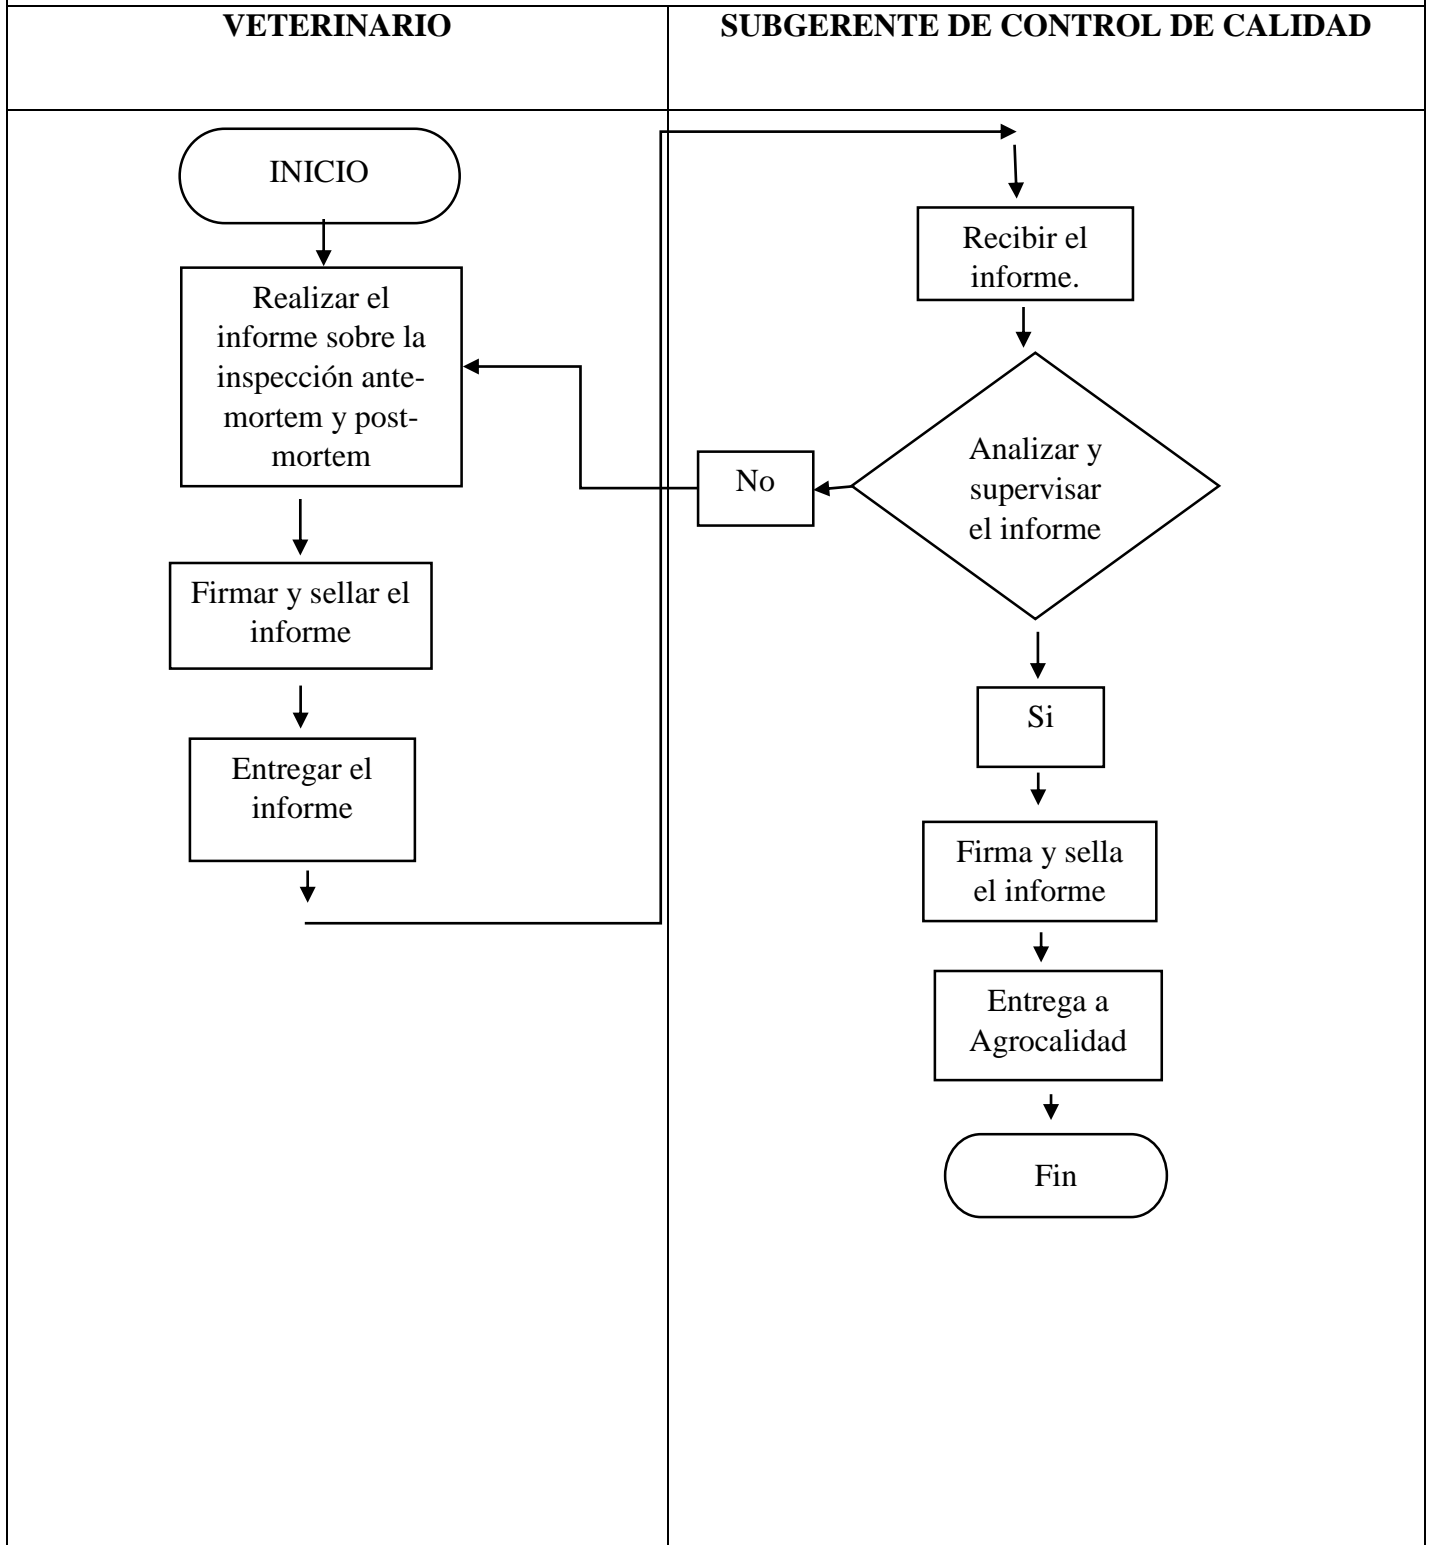 VETERINARIO
SUBGERENTE DE CONTROL DE CALIDAD
INICIO
Realizar el
informe sobre la
inspección ante-
mortem y post-
mortem
Firmar y sellar el
informe
Entregar el
informe
Recibir el
informe.
Analizar y
supervisar
el informe
No
Si
Firma y sella
el informe
Entrega a
Agrocalidad
Fin